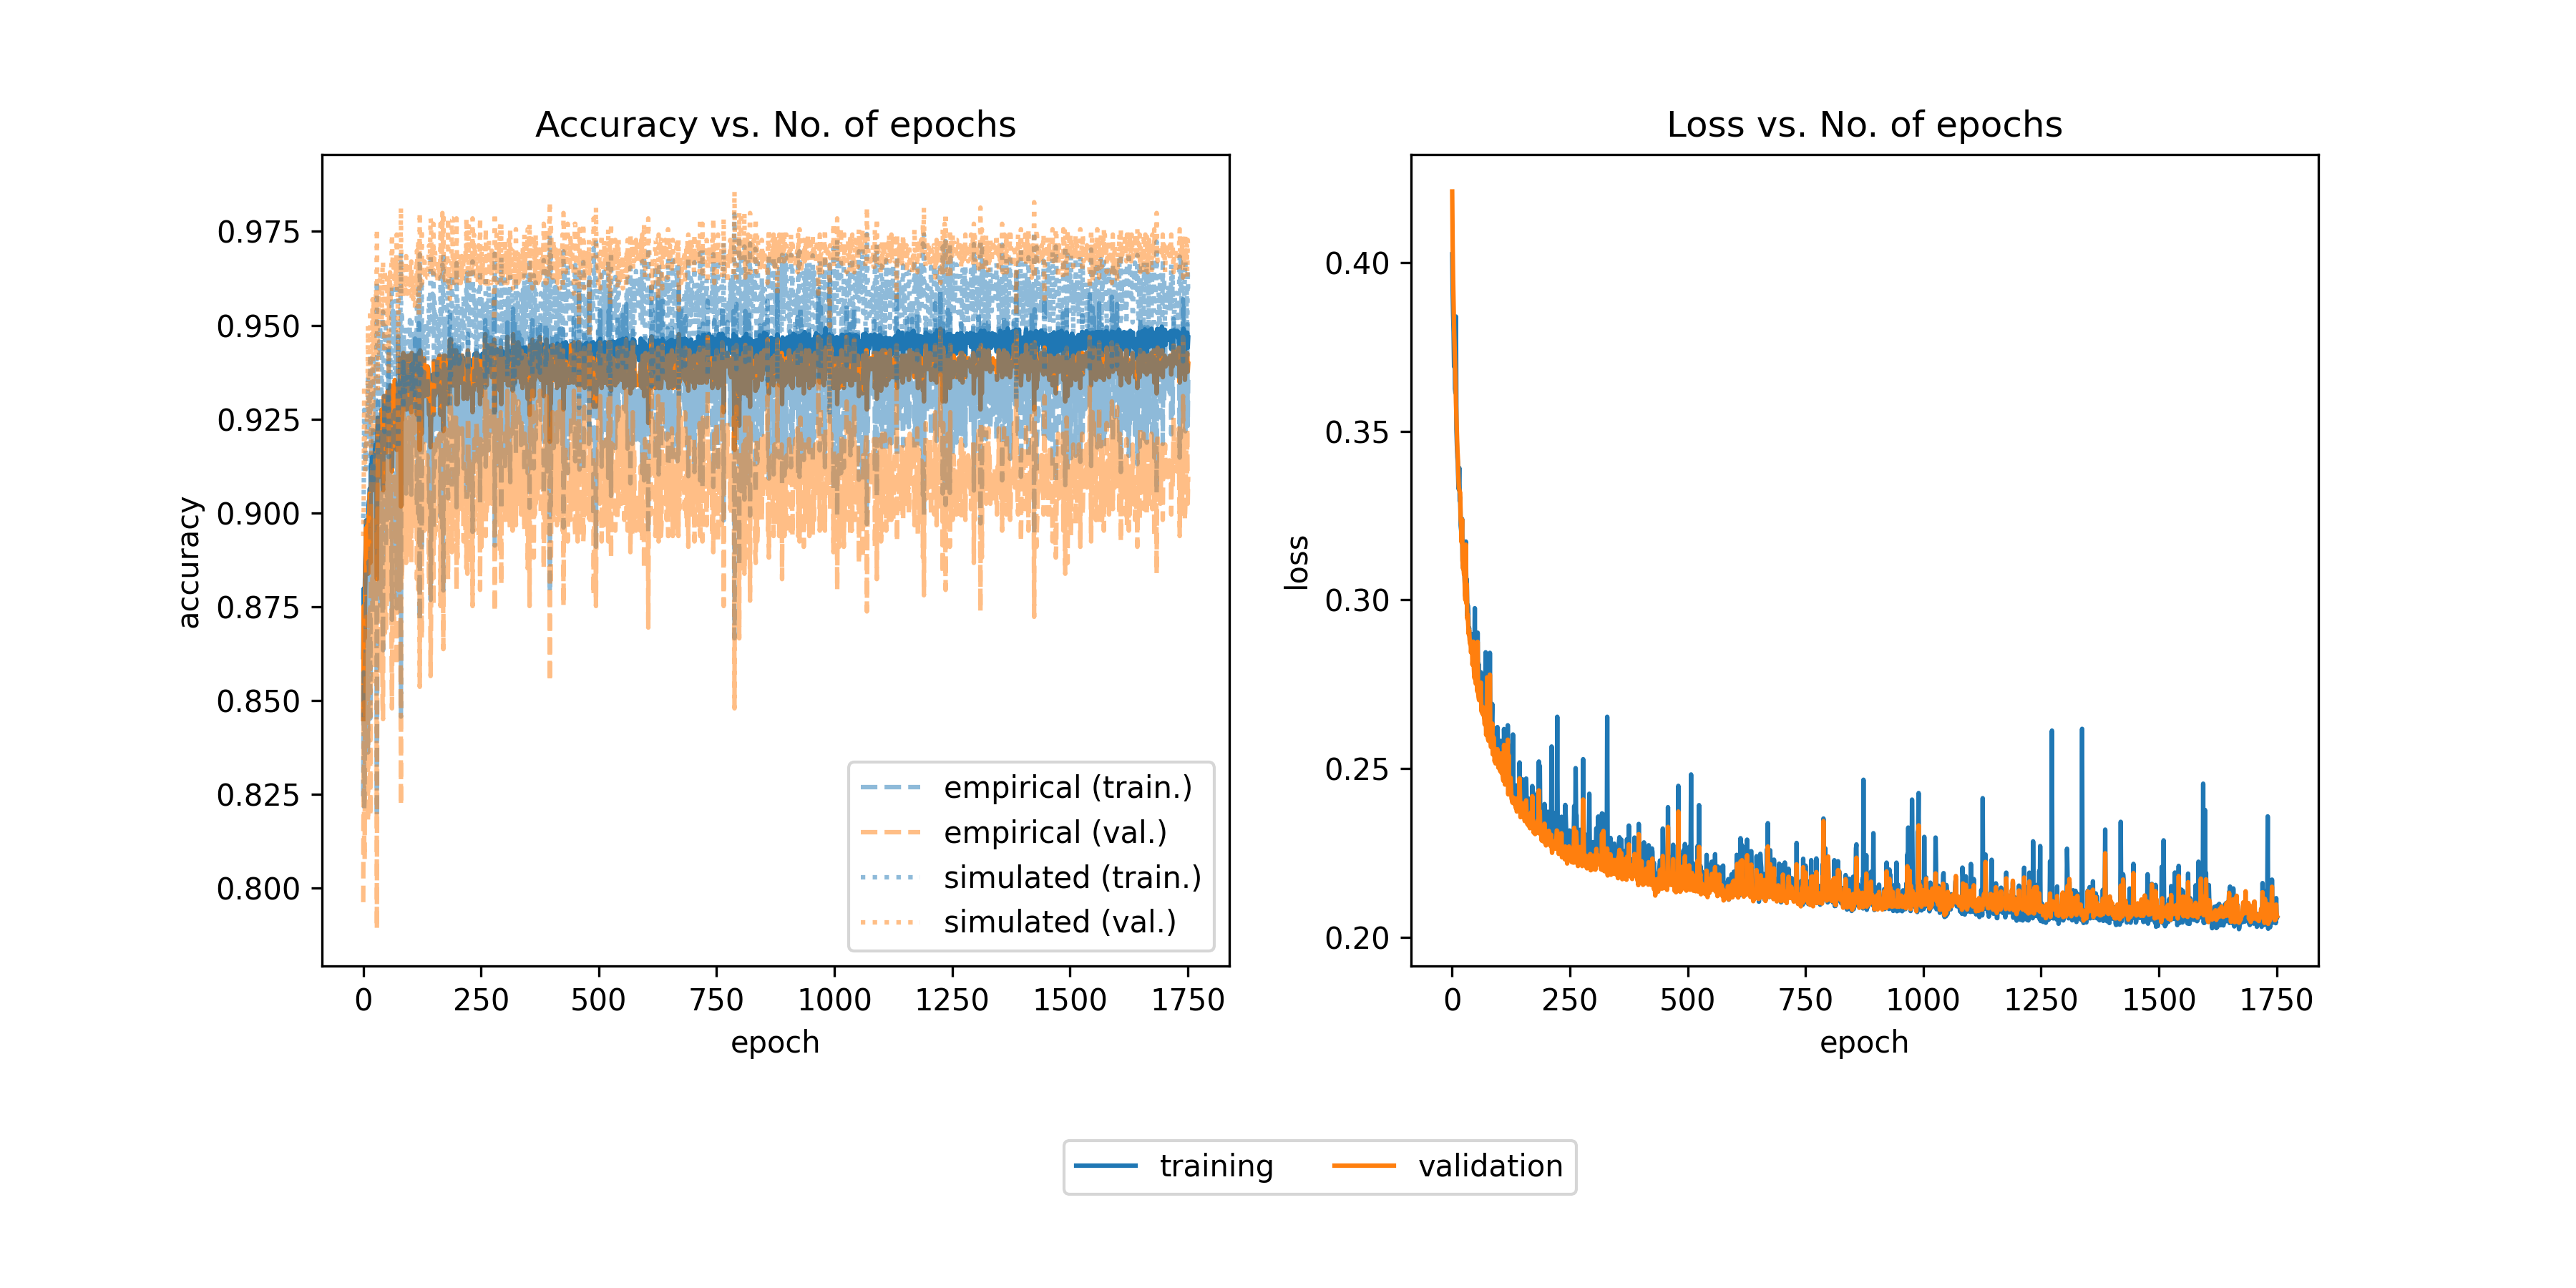 Accuracy vs. No. of epochs
accuracy
0.975
0.950
0.925
0.900
0.875
0.850
0.825
0.800
empirical (train.)
empirical (val.)
simulated (train.)
simulated (val.)
0 250 500 750 1000 1250 1500 1750
epoch
Loss vs. No. of epochs
loss
0.40
0.35
0.30
0.25
0.20
0 250 500 750 1000 1250 1500 1750
epoch
training validation